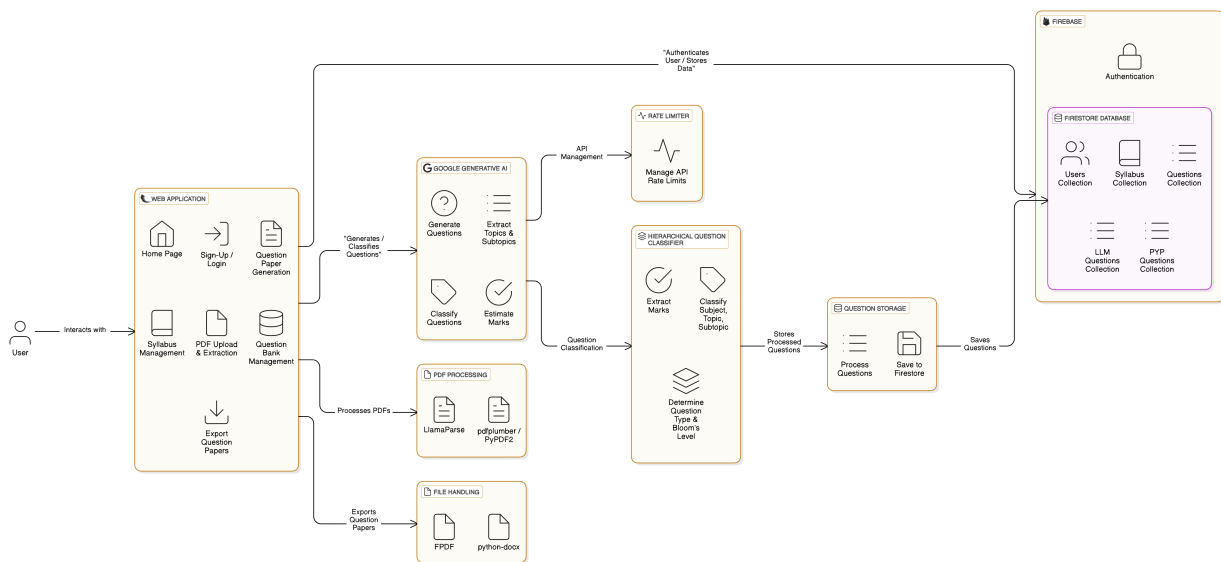 FIREBASE
"Authenticates
User / Stores
Data"
Authentication
RATE LIMITER
FIRESTORE DATABASE
API
Management
Manage API
Rate Limits
GOOGLE GENERATIVE AI
Users
Collection
Syllabus
Collection
Questions
Collection
WEB APPLICATION
Generate
Questions
Extract
Topics &
Subtopics
HIERARCHICAL QUESTION
CLASSIFIER
Home Page
Sign-Up /
Login
Question
Paper
Generation
"Generates /
Classifies
Questions"
LLM
Questions
Collection
PYP
Questions
Collection
Extract
Marks
Classify
Subject,
Topic,
Subtopic
Classify
Questions
Estimate
Marks
QUESTION STORAGE
User
Interacts with
Syllabus
Management
PDF Upload
& Extraction
Question
Bank
Management
Question
Classification
Stores
Processed
Questions
Process
Questions
Save to
Firestore
Saves
Questions
PDF PROCESSING
Determine
Question
Type &
Bloom's
Level
Processes PDFs
LlamaParse
pdfplumber /
PyPDF2
Export
Question
Papers
FILE HANDLING
Exports
Question
Papers
FPDF
python-docx